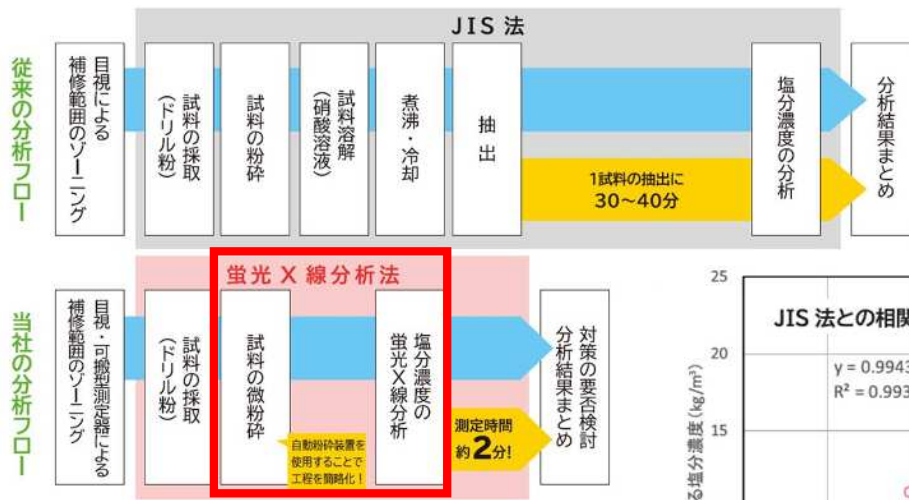 JIS 法
従来の分析フロー
目視による
補修範囲のゾーニング
試料の採取
(ドリル粉)
試料の粉砕
試料溶解
(硝酸溶液)
煮沸・冷却
抽出
1試料の抽出に
30～40分
塩分濃度の分析
分析結果まとめ
蛍光 X 線分析法
当社の分析フロー
目視・可搬型測定器による
補修範囲のゾーニング
試料の採取
(ドリル粉)
試料の微粉砕
自動粉砕装置を
使用することで
工程を簡略化！
塩分濃度の
蛍光X線分析
測定時間
約2分!
対策の要否検討
分析結果まとめ
25
JIS 法との相関
20
y = 0.9943
R² = 0.993
15
る塩分濃度(kg/m³)